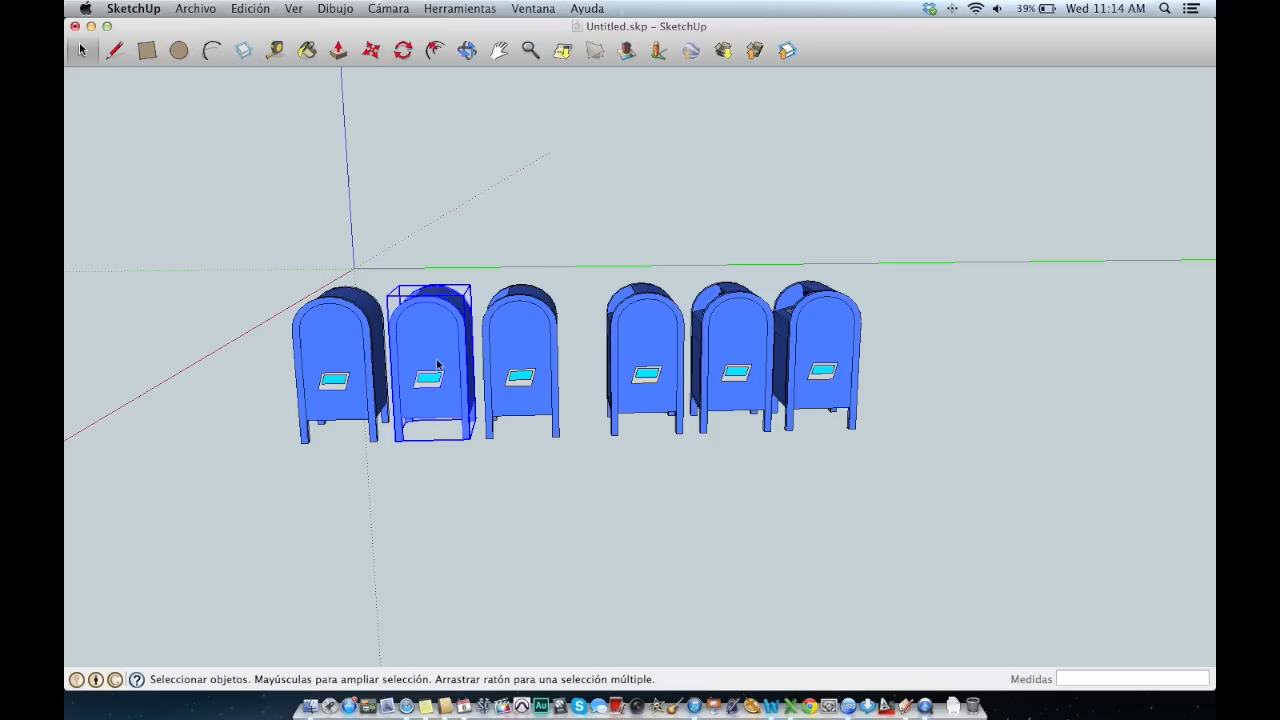 SketchUp Archivo Edición Ver Dibujo Cámara Herramientas Ventana Ayuda 39% Wed 11:14 AM
Untitled.skp – SketchUp
Seleccionar objetos. Mayúsculas para ampliar selección. Arrastrar ratón para una selección múltiple. Medidas
Au